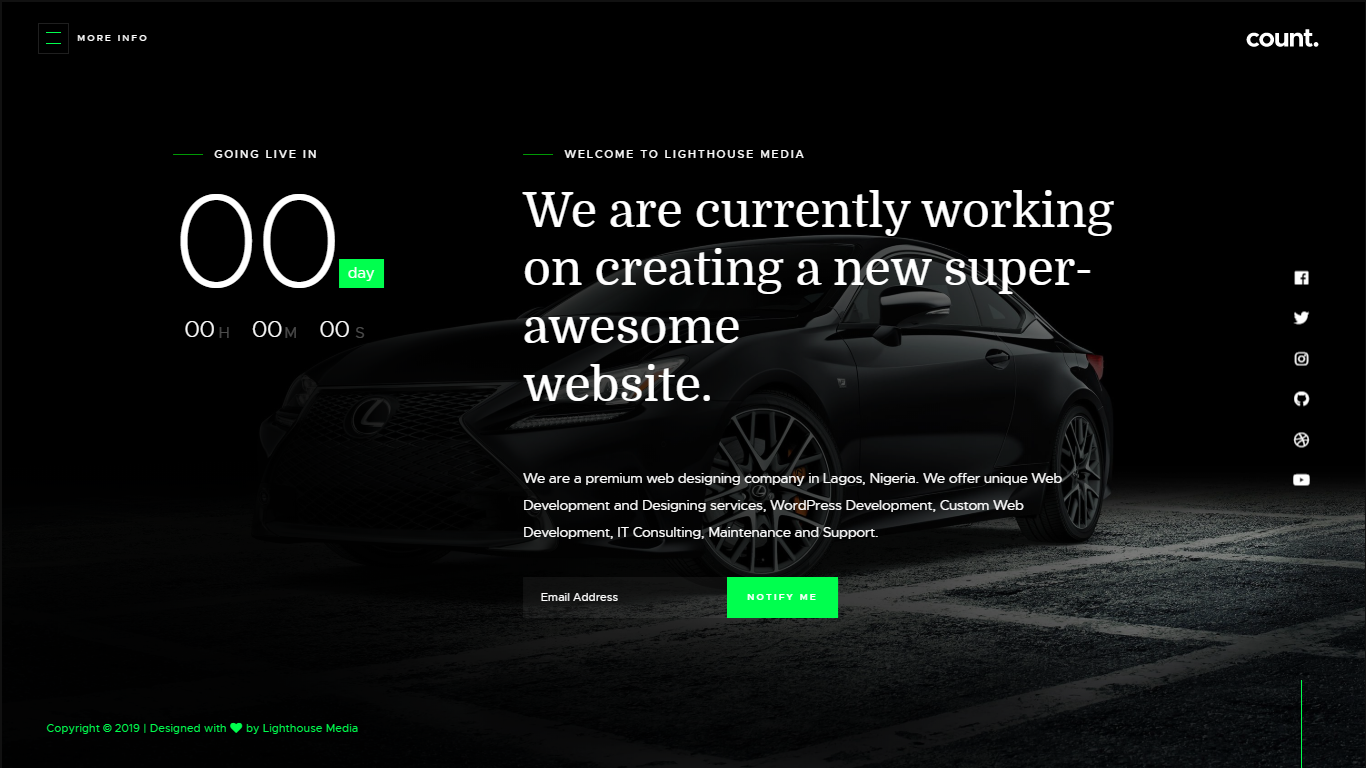 MORE INFO
count.
GOING LIVE IN
00
day
00 H 00 M 00 S
WELCOME TO LIGHTHOUSE MEDIA
We are currently working
on creating a new super-
awesome
website.
We are a premium web designing company in Lagos, Nigeria. We offer unique Web
Development and Designing services, WordPress Development, Custom Web
Development, IT Consulting, Maintenance and Support.
Email Address
NOTIFY ME
Copyright © 2019 | Designed with ♥ by Lighthouse Media